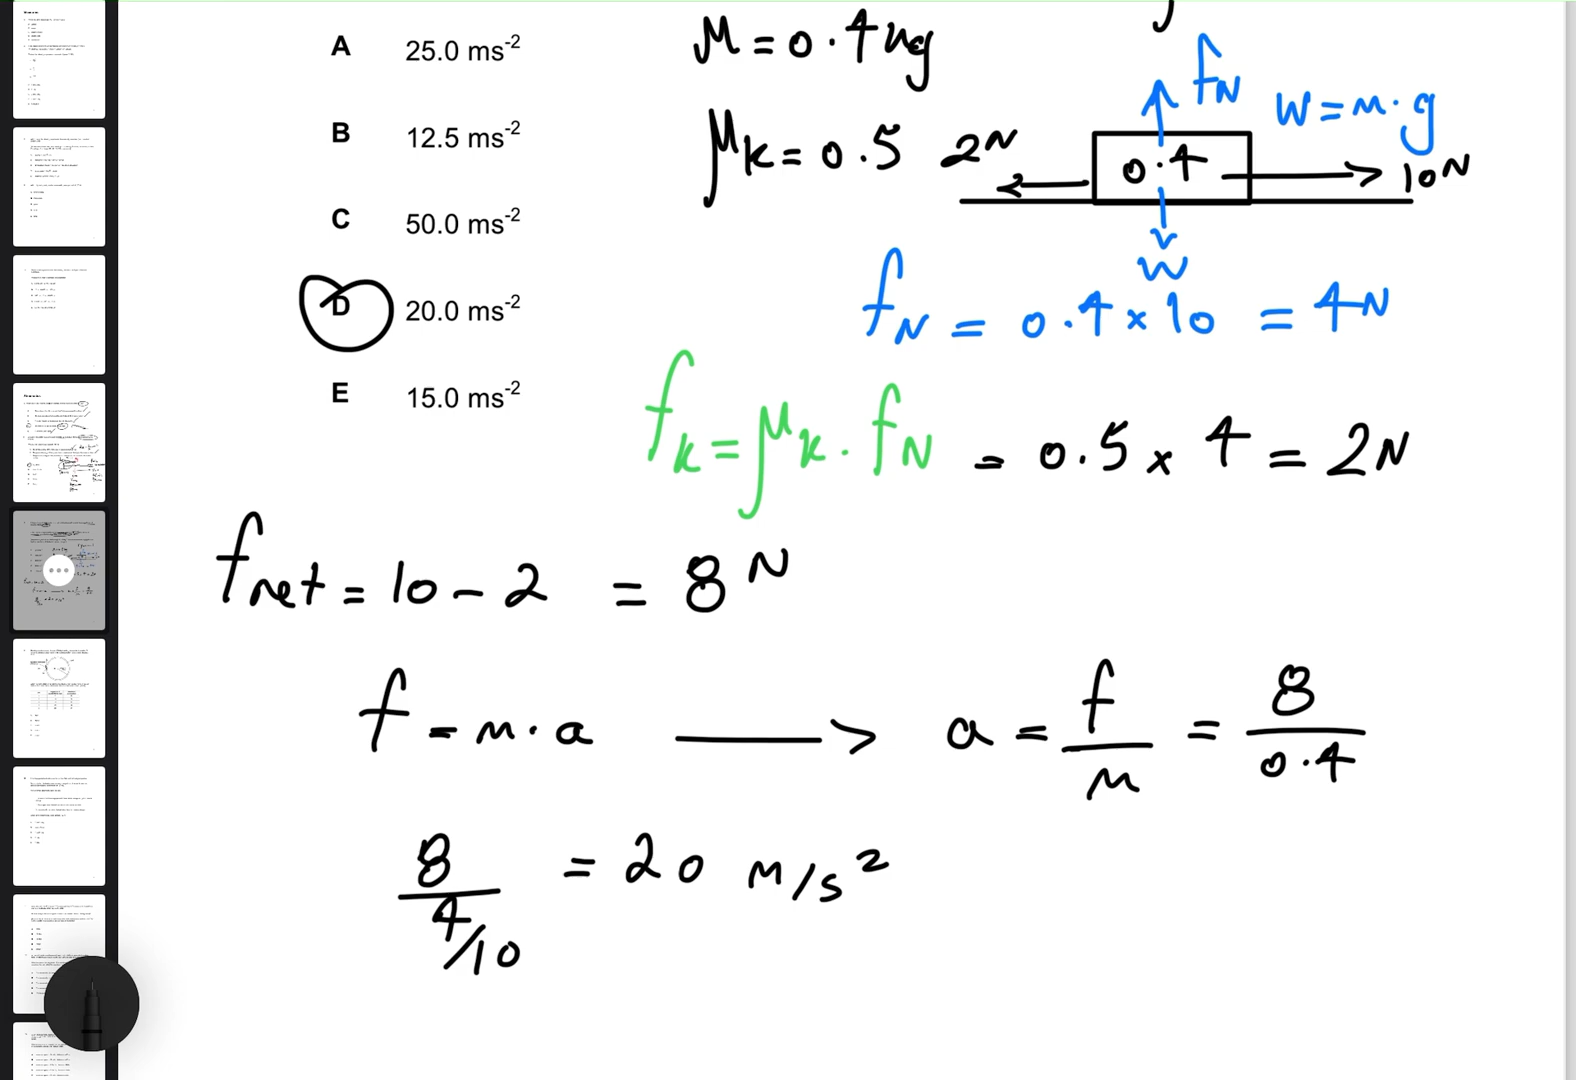 A 25.0 ms⁻²
B 12.5 ms⁻²
C 50.0 ms⁻²
D 20.0 ms⁻²
E 15.0 ms⁻²
M = 0.4 kg
μk = 0.5
2N
0.4
10N
fN
W = m·g
W
fN = 0.4 × 10 = 4N
fk = μk · fN = 0.5 × 4 = 2N
fnet = 10 - 2 = 8N
f = m·a ⟶ a = f/m = 8/0.4
8/(4/10) = 20 m/s²